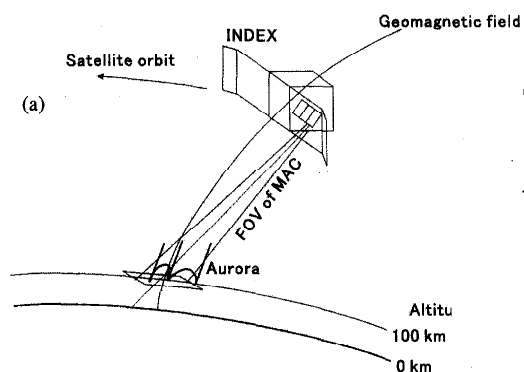 INDEX
Geomagnetic field
Satellite orbit
(a)
FOV of MAC
Aurora
Altitu
100 km
0 km